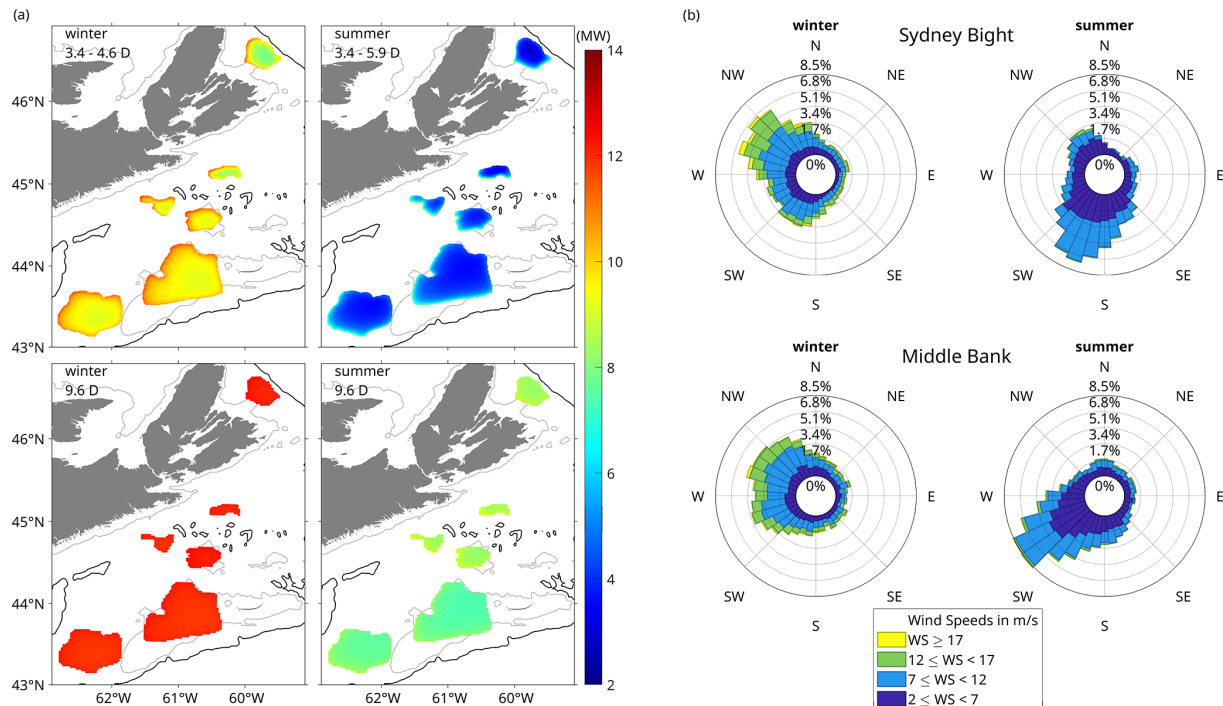 (a)
winter
3.4 - 4.6 D
summer
3.4 - 5.9 D
(MW)
14
12
10
8
6
4
2
46°N
45°N
44°N
43°N
winter
9.6 D
summer
9.6 D
46°N
45°N
44°N
43°N
62°W
61°W
60°W
62°W
61°W
60°W
(b)
Sydney Bight
winter
N
NE
E
SE
S
SW
W
NW
8.5%
6.8%
5.1%
3.4%
1.7%
0%
summer
N
NE
E
SE
S
SW
W
NW
8.5%
6.8%
5.1%
3.4%
1.7%
0%
Middle Bank
winter
N
NE
E
SE
S
SW
W
NW
8.5%
6.8%
5.1%
3.4%
1.7%
0%
summer
N
NE
E
SE
S
SW
W
NW
8.5%
6.8%
5.1%
3.4%
1.7%
0%
Wind Speeds in m/s
WS ≥ 17
12 ≤ WS < 17
7 ≤ WS < 12
2 ≤ WS < 7